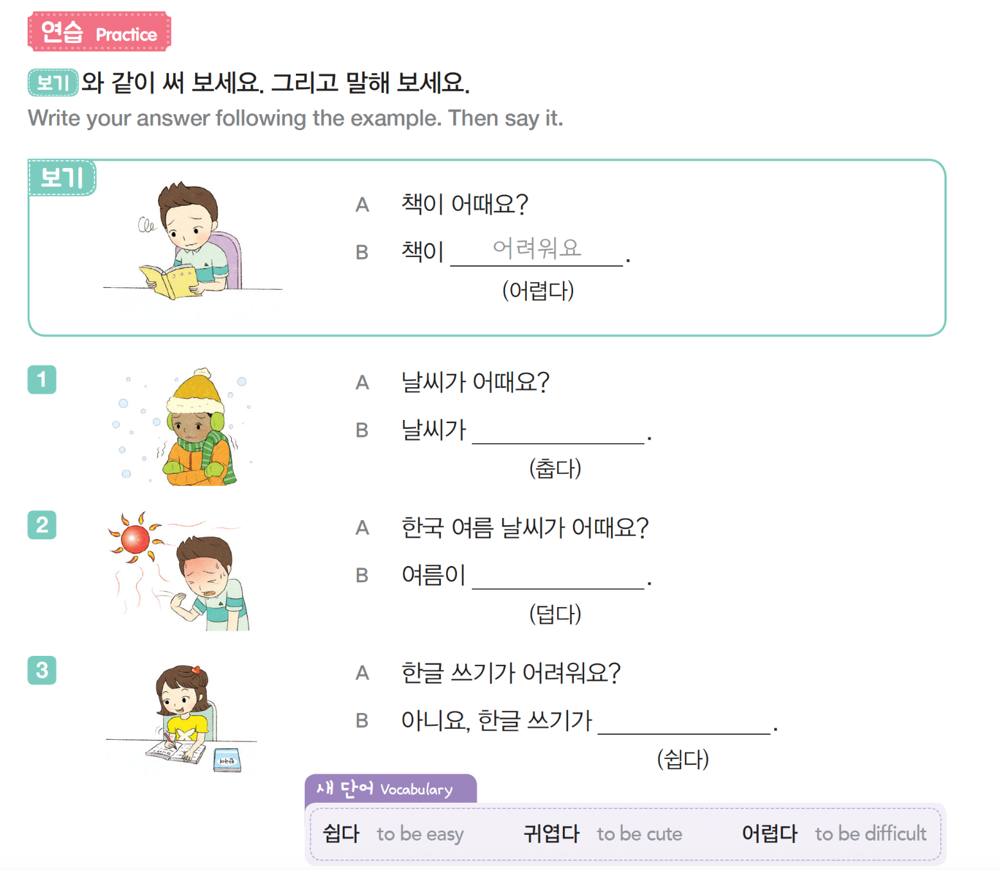 연습 Practice
보기와 같이 써 보세요. 그리고 말해 보세요.
Write your answer following the example. Then say it.
보기
A 책이 어때요?
B 책이 어려워요.
(어렵다)
1
A 날씨가 어때요?
B 날씨가 ____________.
(춥다)
2
A 한국 여름 날씨가 어때요?
B 여름이 ____________.
(덥다)
3
A 한글 쓰기가 어려워요?
B 아니요, 한글 쓰기가 ____________.
(쉽다)
새 단어 Vocabulary
쉽다 to be easy 귀엽다 to be cute 어렵다 to be difficult